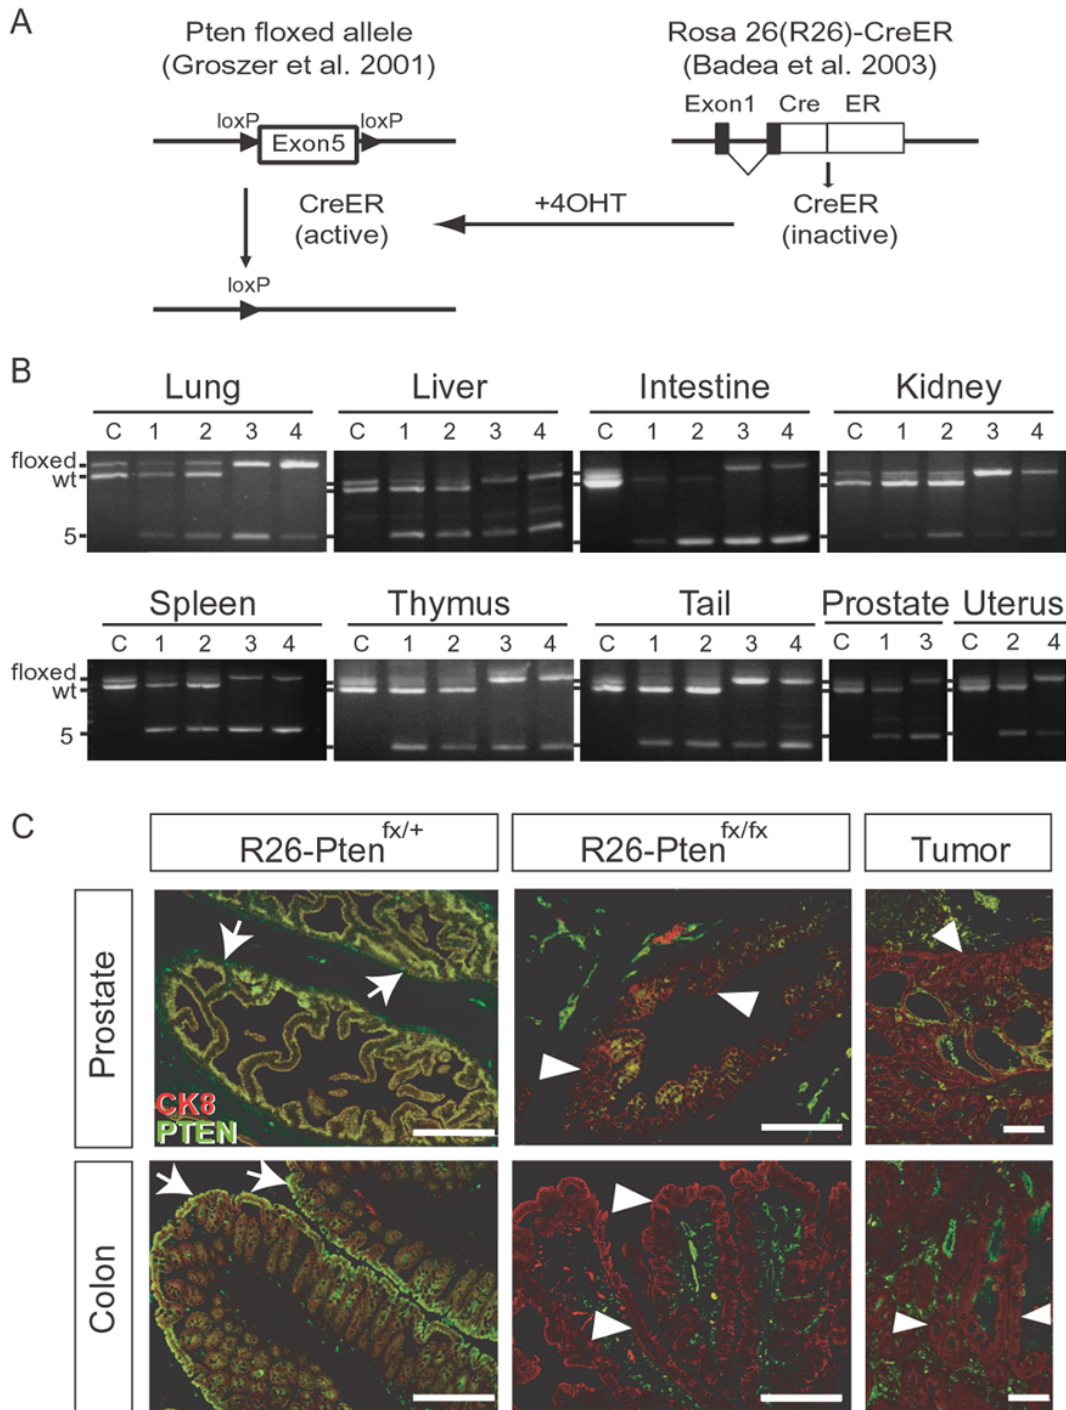 A
Pten floxed allele
(Groszer et al. 2001)
Rosa 26(R26)-CreER
(Badea et al. 2003)
loxP loxP
Exon5
Exon1 Cre ER
CreER
(active)
+4OHT
CreER
(inactive)
loxP
B
Lung Liver Intestine Kidney
C 1 2 3 4 C 1 2 3 4 C 1 2 3 4 C 1 2 3 4
floxed
wt
5
Spleen Thymus Tail Prostate Uterus
C 1 2 3 4 C 1 2 3 4 C 1 2 3 4 C 1 3 C 2 4
floxed
wt
5
C
R26-Pten fx/+ R26-Pten fx/fx Tumor
Prostate
CK8
PTEN
Colon